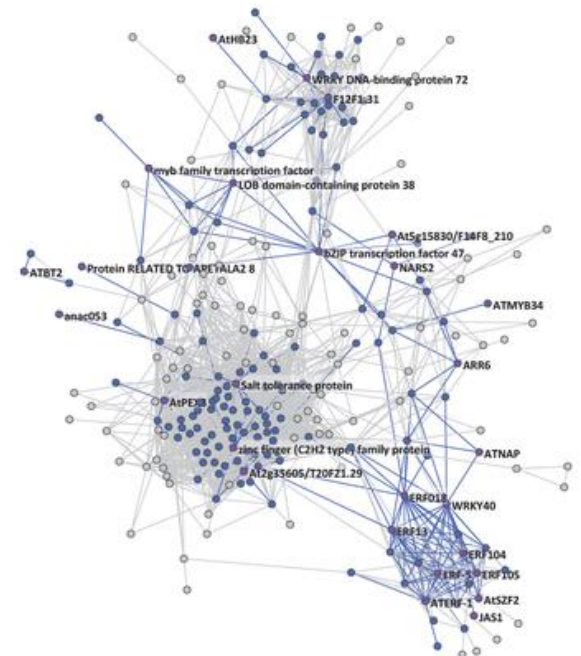 AtHB23
WRKY DNA-binding protein 72
F12F1.31
myb family transcription factor
LOB domain-containing protein 38
At5g15830/F14F8_210
bZIP transcription factor 47
ATBT2
Protein RELATED TO APETALA2 8
NARS2
ATMYB34
anac053
ARR6
Salt tolerance protein
AtPEX3
zinc finger (C2H2 type) family protein
ATNAP
At2g35605/T20F21.29
ERF018
WRKY40
ERF13
ERF104
ERF-5
ERF105
ATERF-1
AtSZF2
JAS1